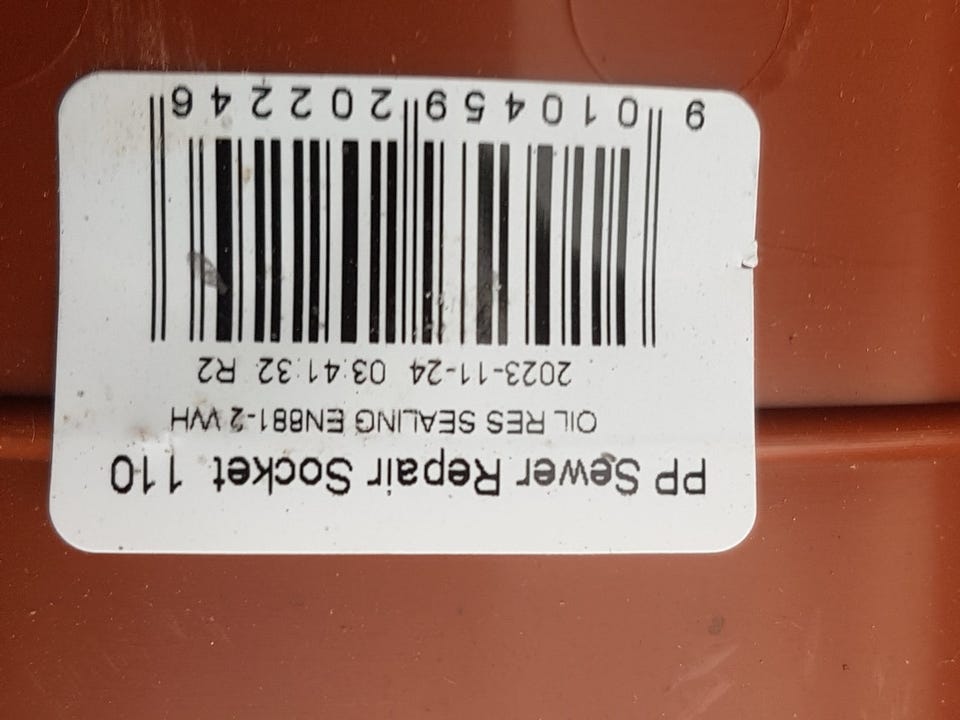 PP Sewer Repair Socket 110
OIL RES SEALING EN681-2 WH
2023-11-24 03:41:32 R2
9 010459 202246